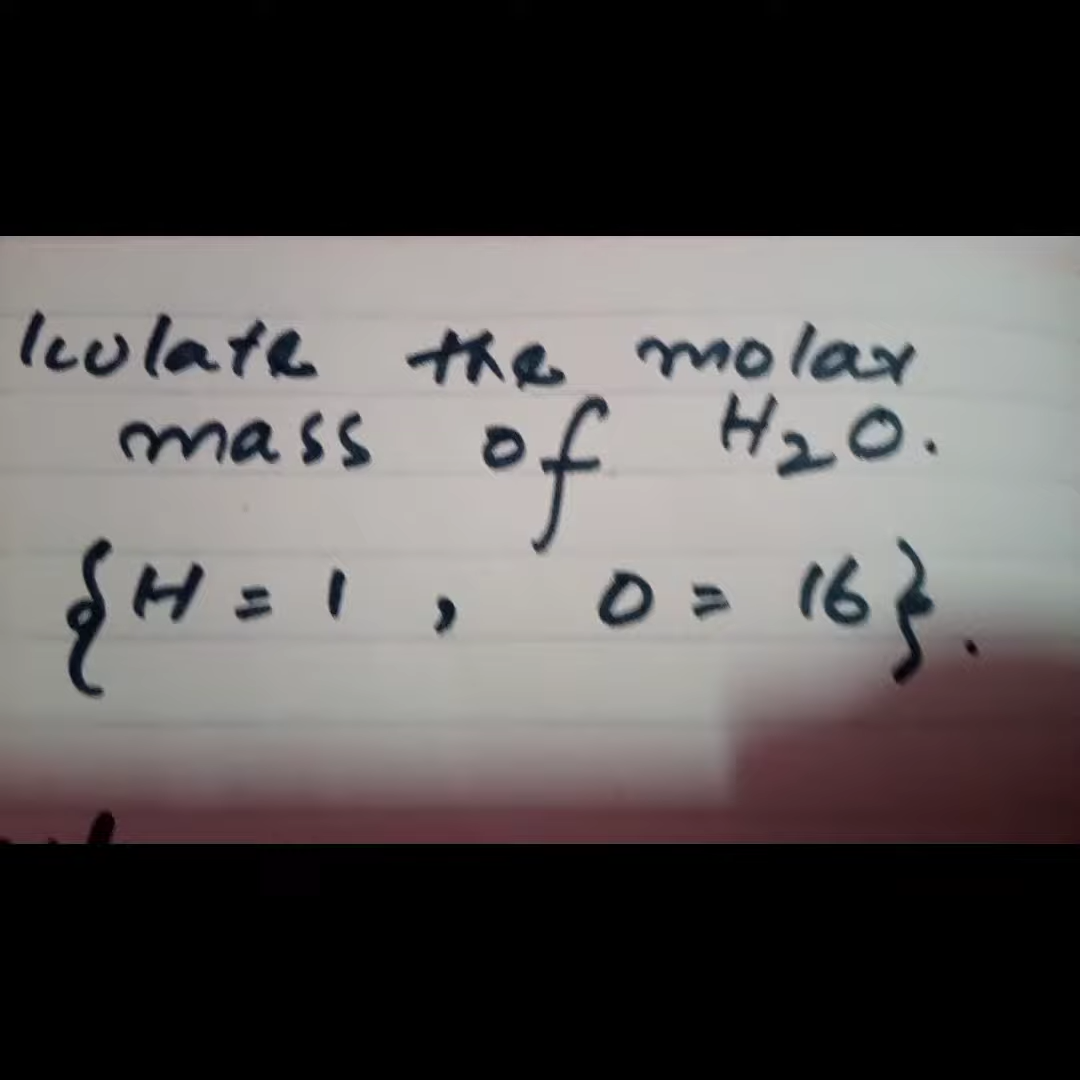 lculate the molar
mass of H₂O.
{H = 1 , O = 16}.